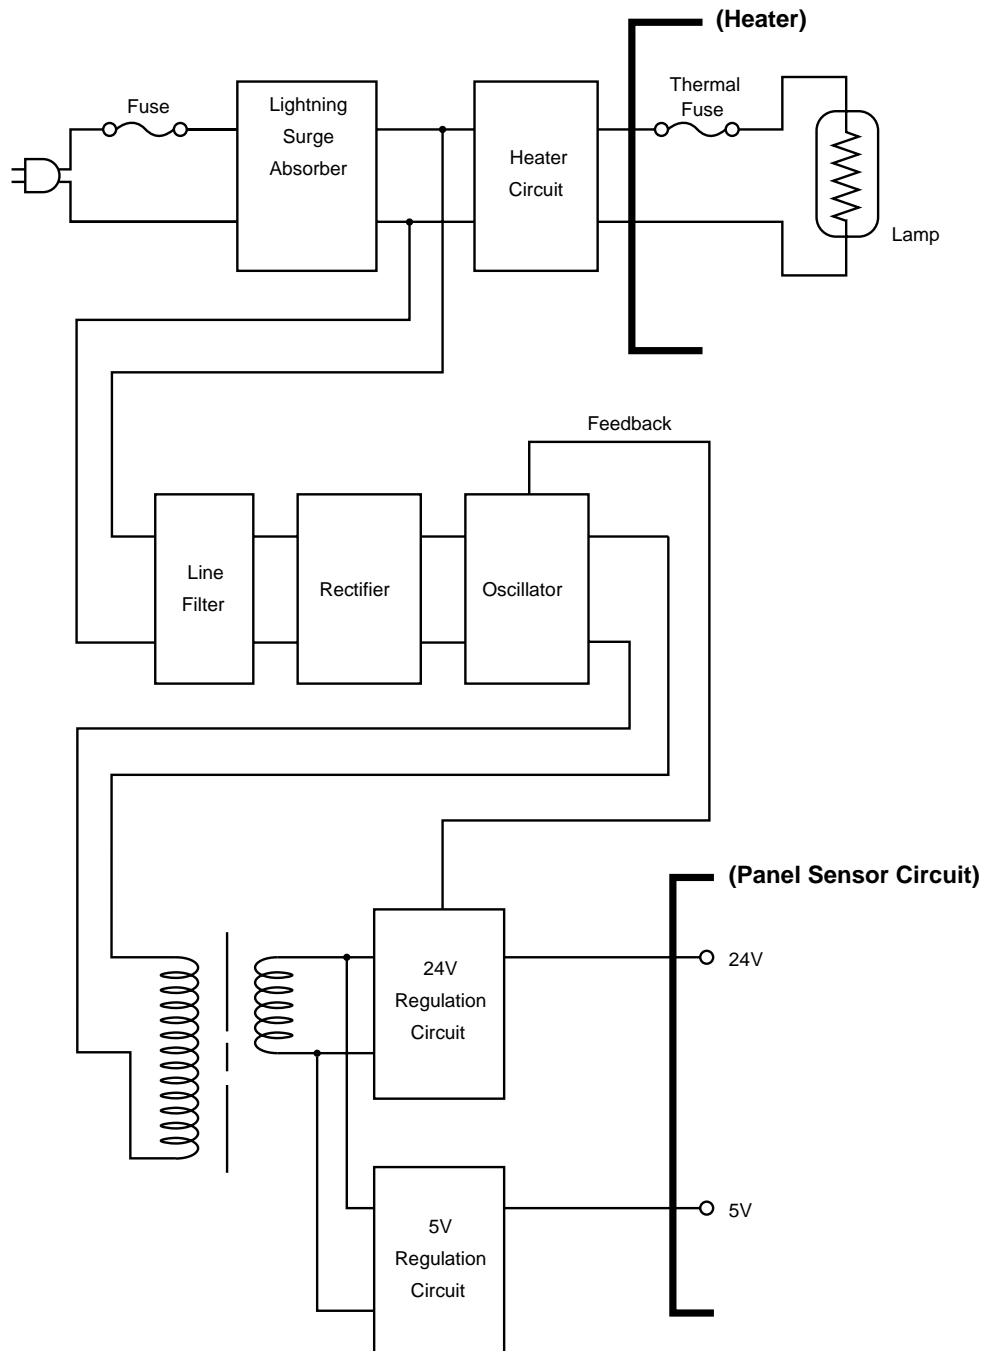 (Heater)
Fuse
Lightning
Surge
Absorber
Heater
Circuit
Thermal
Fuse
Lamp
Feedback
Line
Filter
Rectifier
Oscillator
(Panel Sensor Circuit)
24V
Regulation
Circuit
24V
5V
Regulation
Circuit
5V